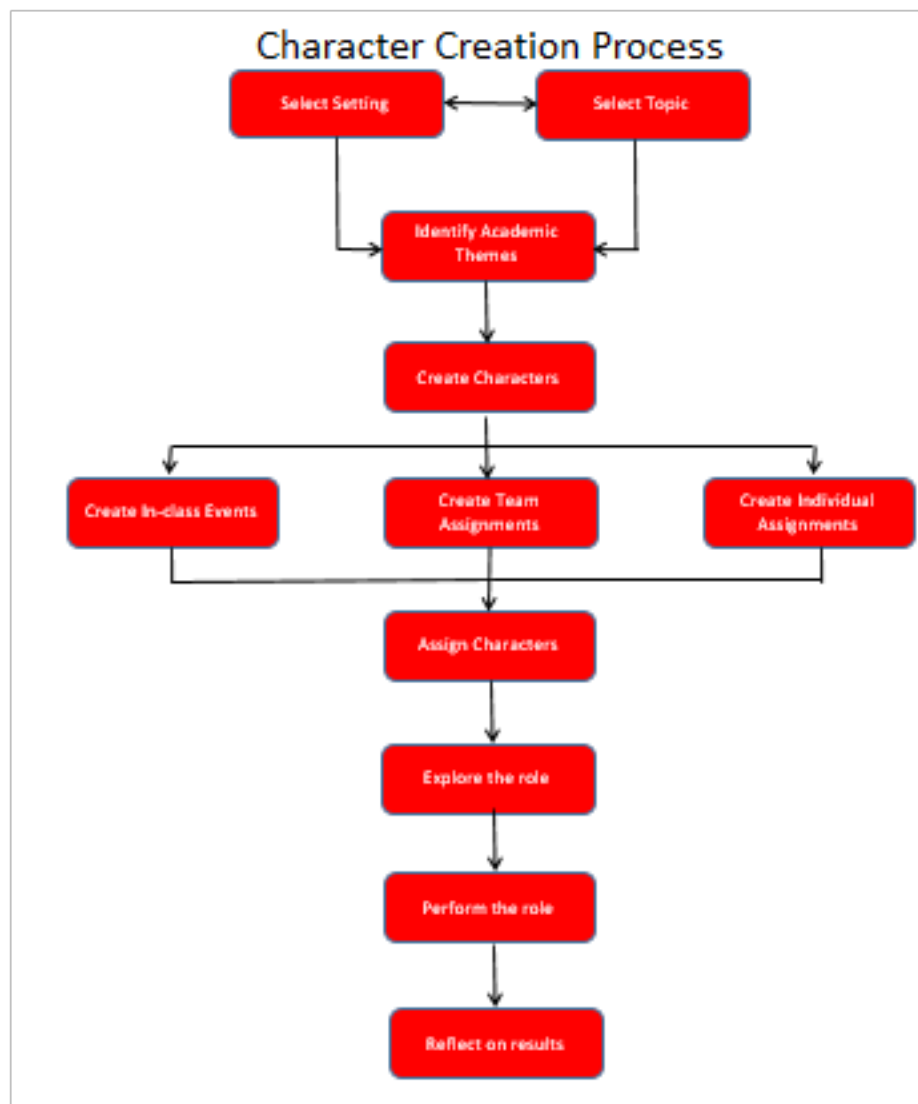 Character Creation Process
Select Setting
Select Topic
Identify Academic
Themes
Create Characters
Create In-class Events
Create Team
Assignments
Create Individual
Assignments
Assign Characters
Explore the role
Perform the role
Reflect on results